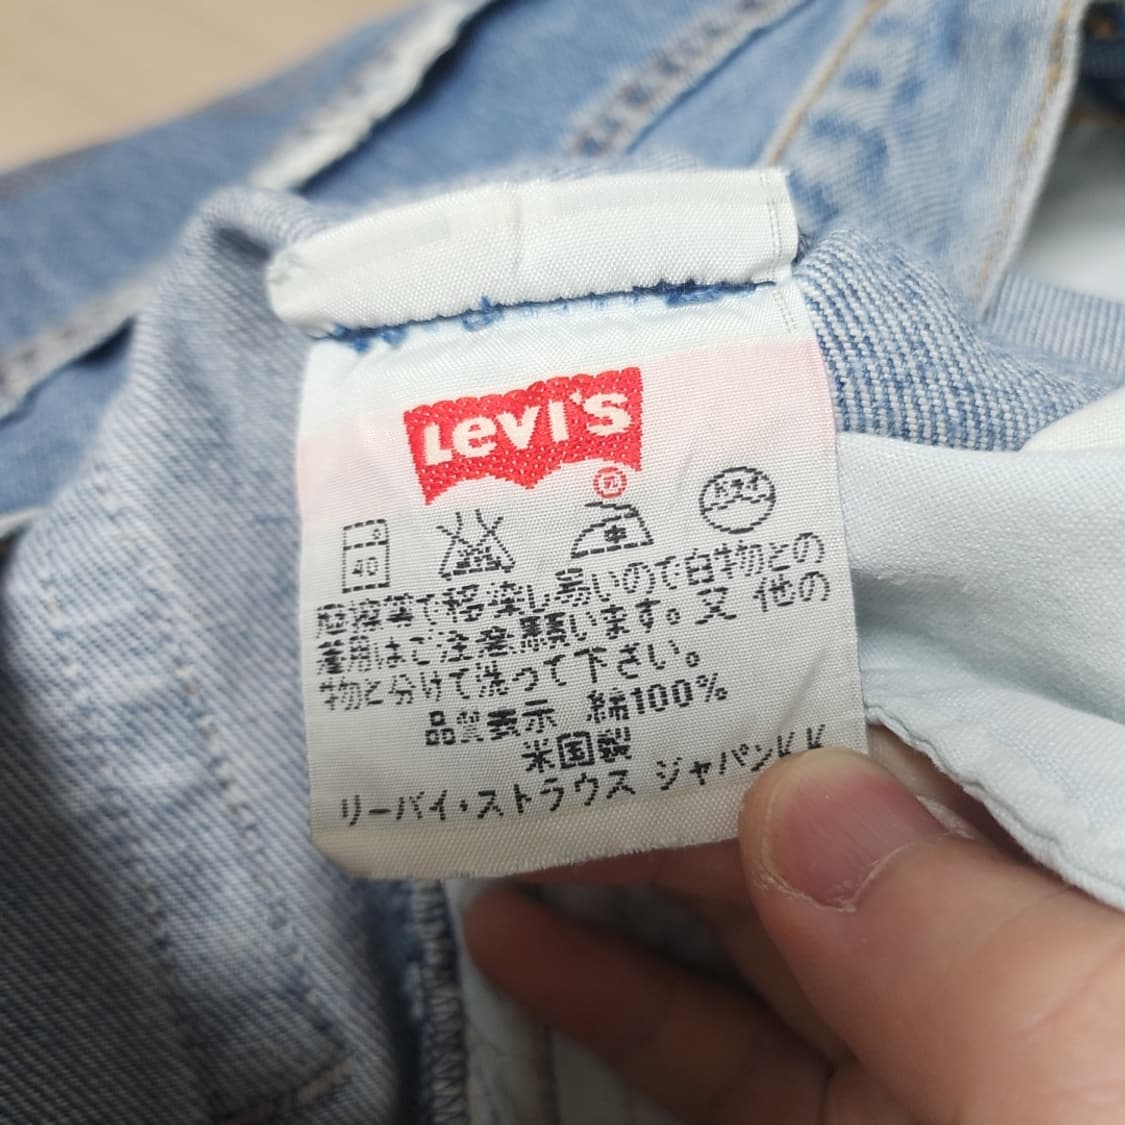 LEVI'S
R
40
中
湿潤等で移染し易いので白物との
着用はご注意願います。又 他の
物と分けて洗って下さい。
品質表示 綿100%
米国製
リーバイ・ストラウス ジャパンK.K